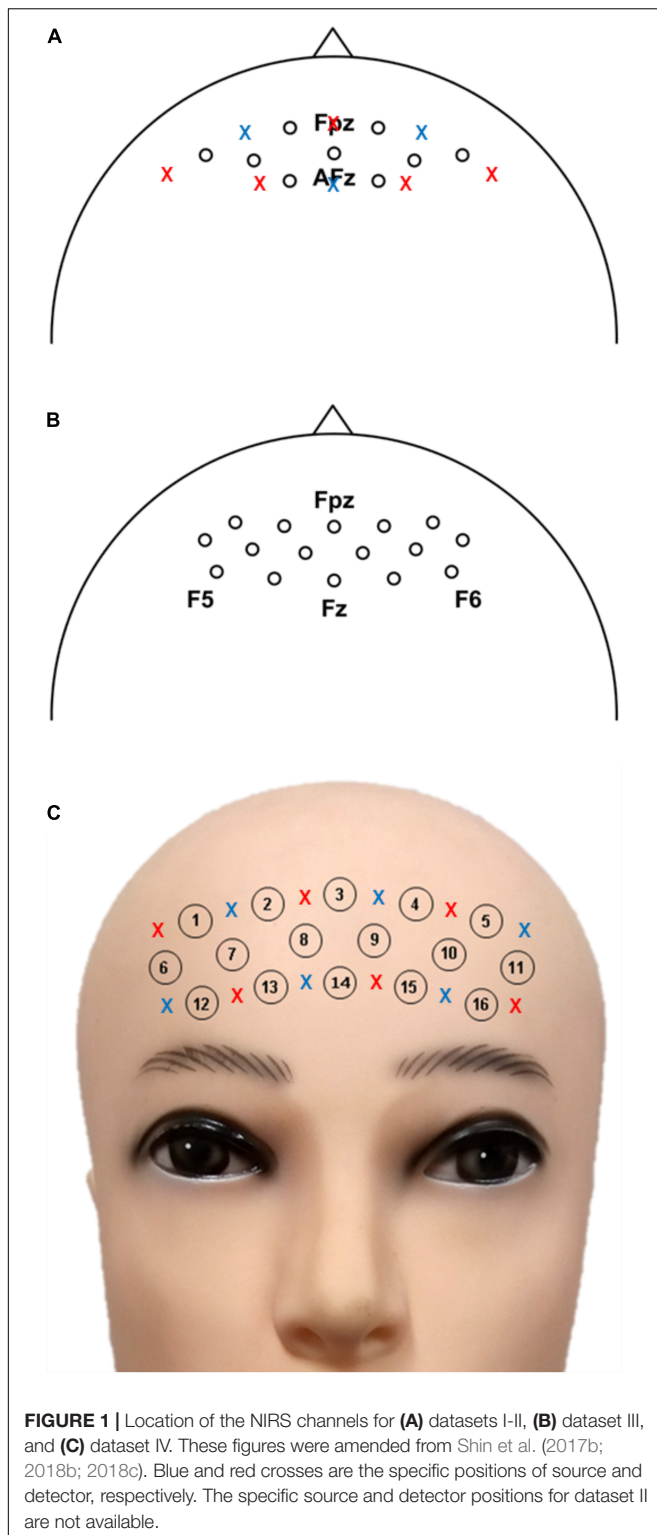 A
X X Fpz X
X X AFz X X X
B
Fpz
F5 Fz F6
C
X 1 X 2 X 3 X 4 X 5 X
6 7 8 9 10 11
X 12 X 13 X 14 X 15 X 16 X
FIGURE 1 | Location of the NIRS channels for (A) datasets I-II, (B) dataset III,
and (C) dataset IV. These figures were amended from Shin et al. (2017b;
2018b; 2018c). Blue and red crosses are the specific positions of source and
detector, respectively. The specific source and detector positions for dataset II
are not available.